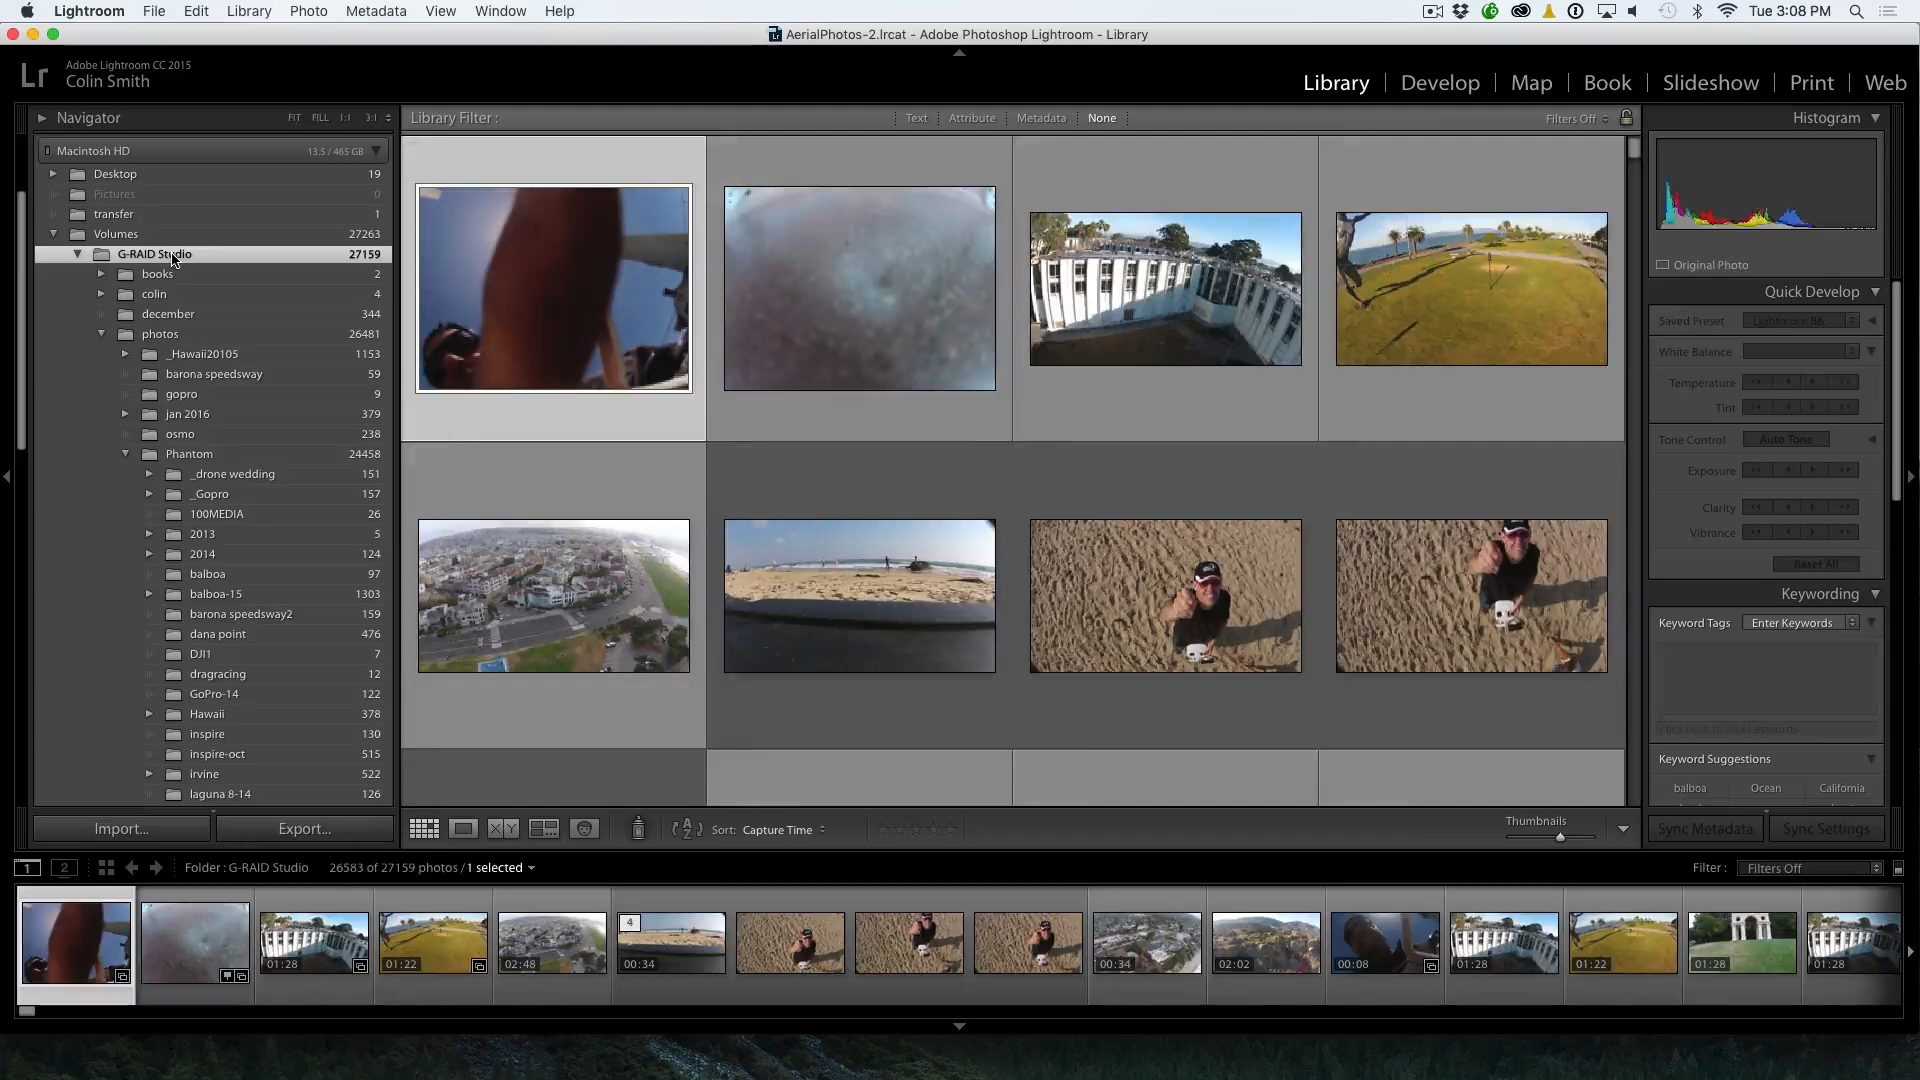 Lightroom File Edit Library Photo Metadata View Window Help
Tue 3:08 PM
AerialPhotos-2.lrcat - Adobe Photoshop Lightroom - Library
Lr
Adobe Lightroom CC 2015
Colin Smith
Library | Develop | Map | Book | Slideshow | Print | Web
Navigator FIT FILL 1:1 3:1
Library Filter : Text Attribute Metadata None Filters Off
Histogram
Macintosh HD 13.5 / 465 GB
Desktop 19
Pictures 0
transfer 1
Volumes 27263
G-RAID Studio 27159
books 2
colin 4
december 344
photos 26481
_Hawaii20105 1153
barona speedsway 59
gopro 9
jan 2016 379
osmo 238
Phantom 24458
_drone wedding 151
_Gopro 157
100MEDIA 26
2013 5
2014 124
balboa 97
balboa-15 1303
barona speedsway2 159
dana point 476
DJI1 7
dragracing 12
GoPro-14 122
Hawaii 378
inspire 130
inspire-oct 515
irvine 522
laguna 8-14 126
Original Photo
Quick Develop
Saved Preset
White Balance
Temperature
Tint
Tone Control Auto Tone
Exposure
Clarity
Vibrance
Reset All
Keywording
Keyword Tags Enter Keywords
Keyword Suggestions
balboa Ocean California
Import... Export...
Sort: Capture Time
Thumbnails
Sync Metadata Sync Settings
1 2 Folder : G-RAID Studio 26583 of 27159 photos / 1 selected
Filter : Filters Off
4
01:28 01:22 02:48 00:34 00:34 02:02 00:08 01:28 01:22 01:28 01:28